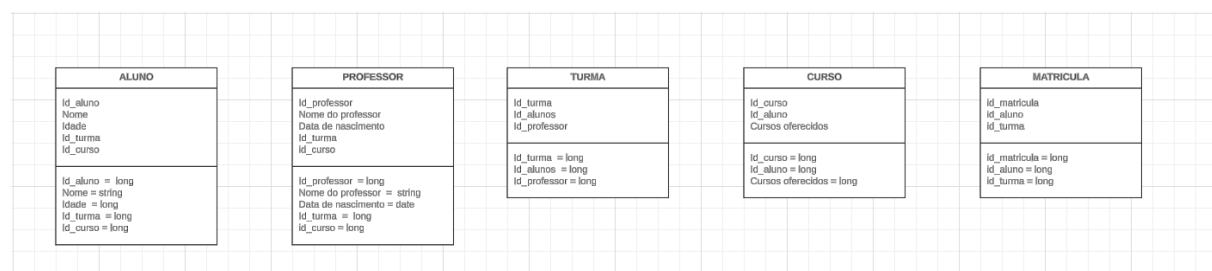 ALUNO
Id_aluno
Nome
Idade
Id_turma
Id_curso
Id_aluno = long
Nome = string
Idade = long
Id_turma = long
Id_curso = long
PROFESSOR
Id_professor
Nome do professor
Data de nascimento
Id_turma
id_curso
Id_professor = long
Nome do professor = string
Data de nascimento = date
Id_turma = long
id_curso = long
TURMA
Id_turma
Id_alunos
Id_professor
Id_turma = long
Id_alunos = long
Id_professor = long
CURSO
Id_curso
Id_aluno
Cursos oferecidos
Id_curso = long
Id_aluno = long
Cursos oferecidos = long
MATRICULA
id_matricula
id_aluno
id_turma
id_matricula = long
id_aluno = long
id_turma = long